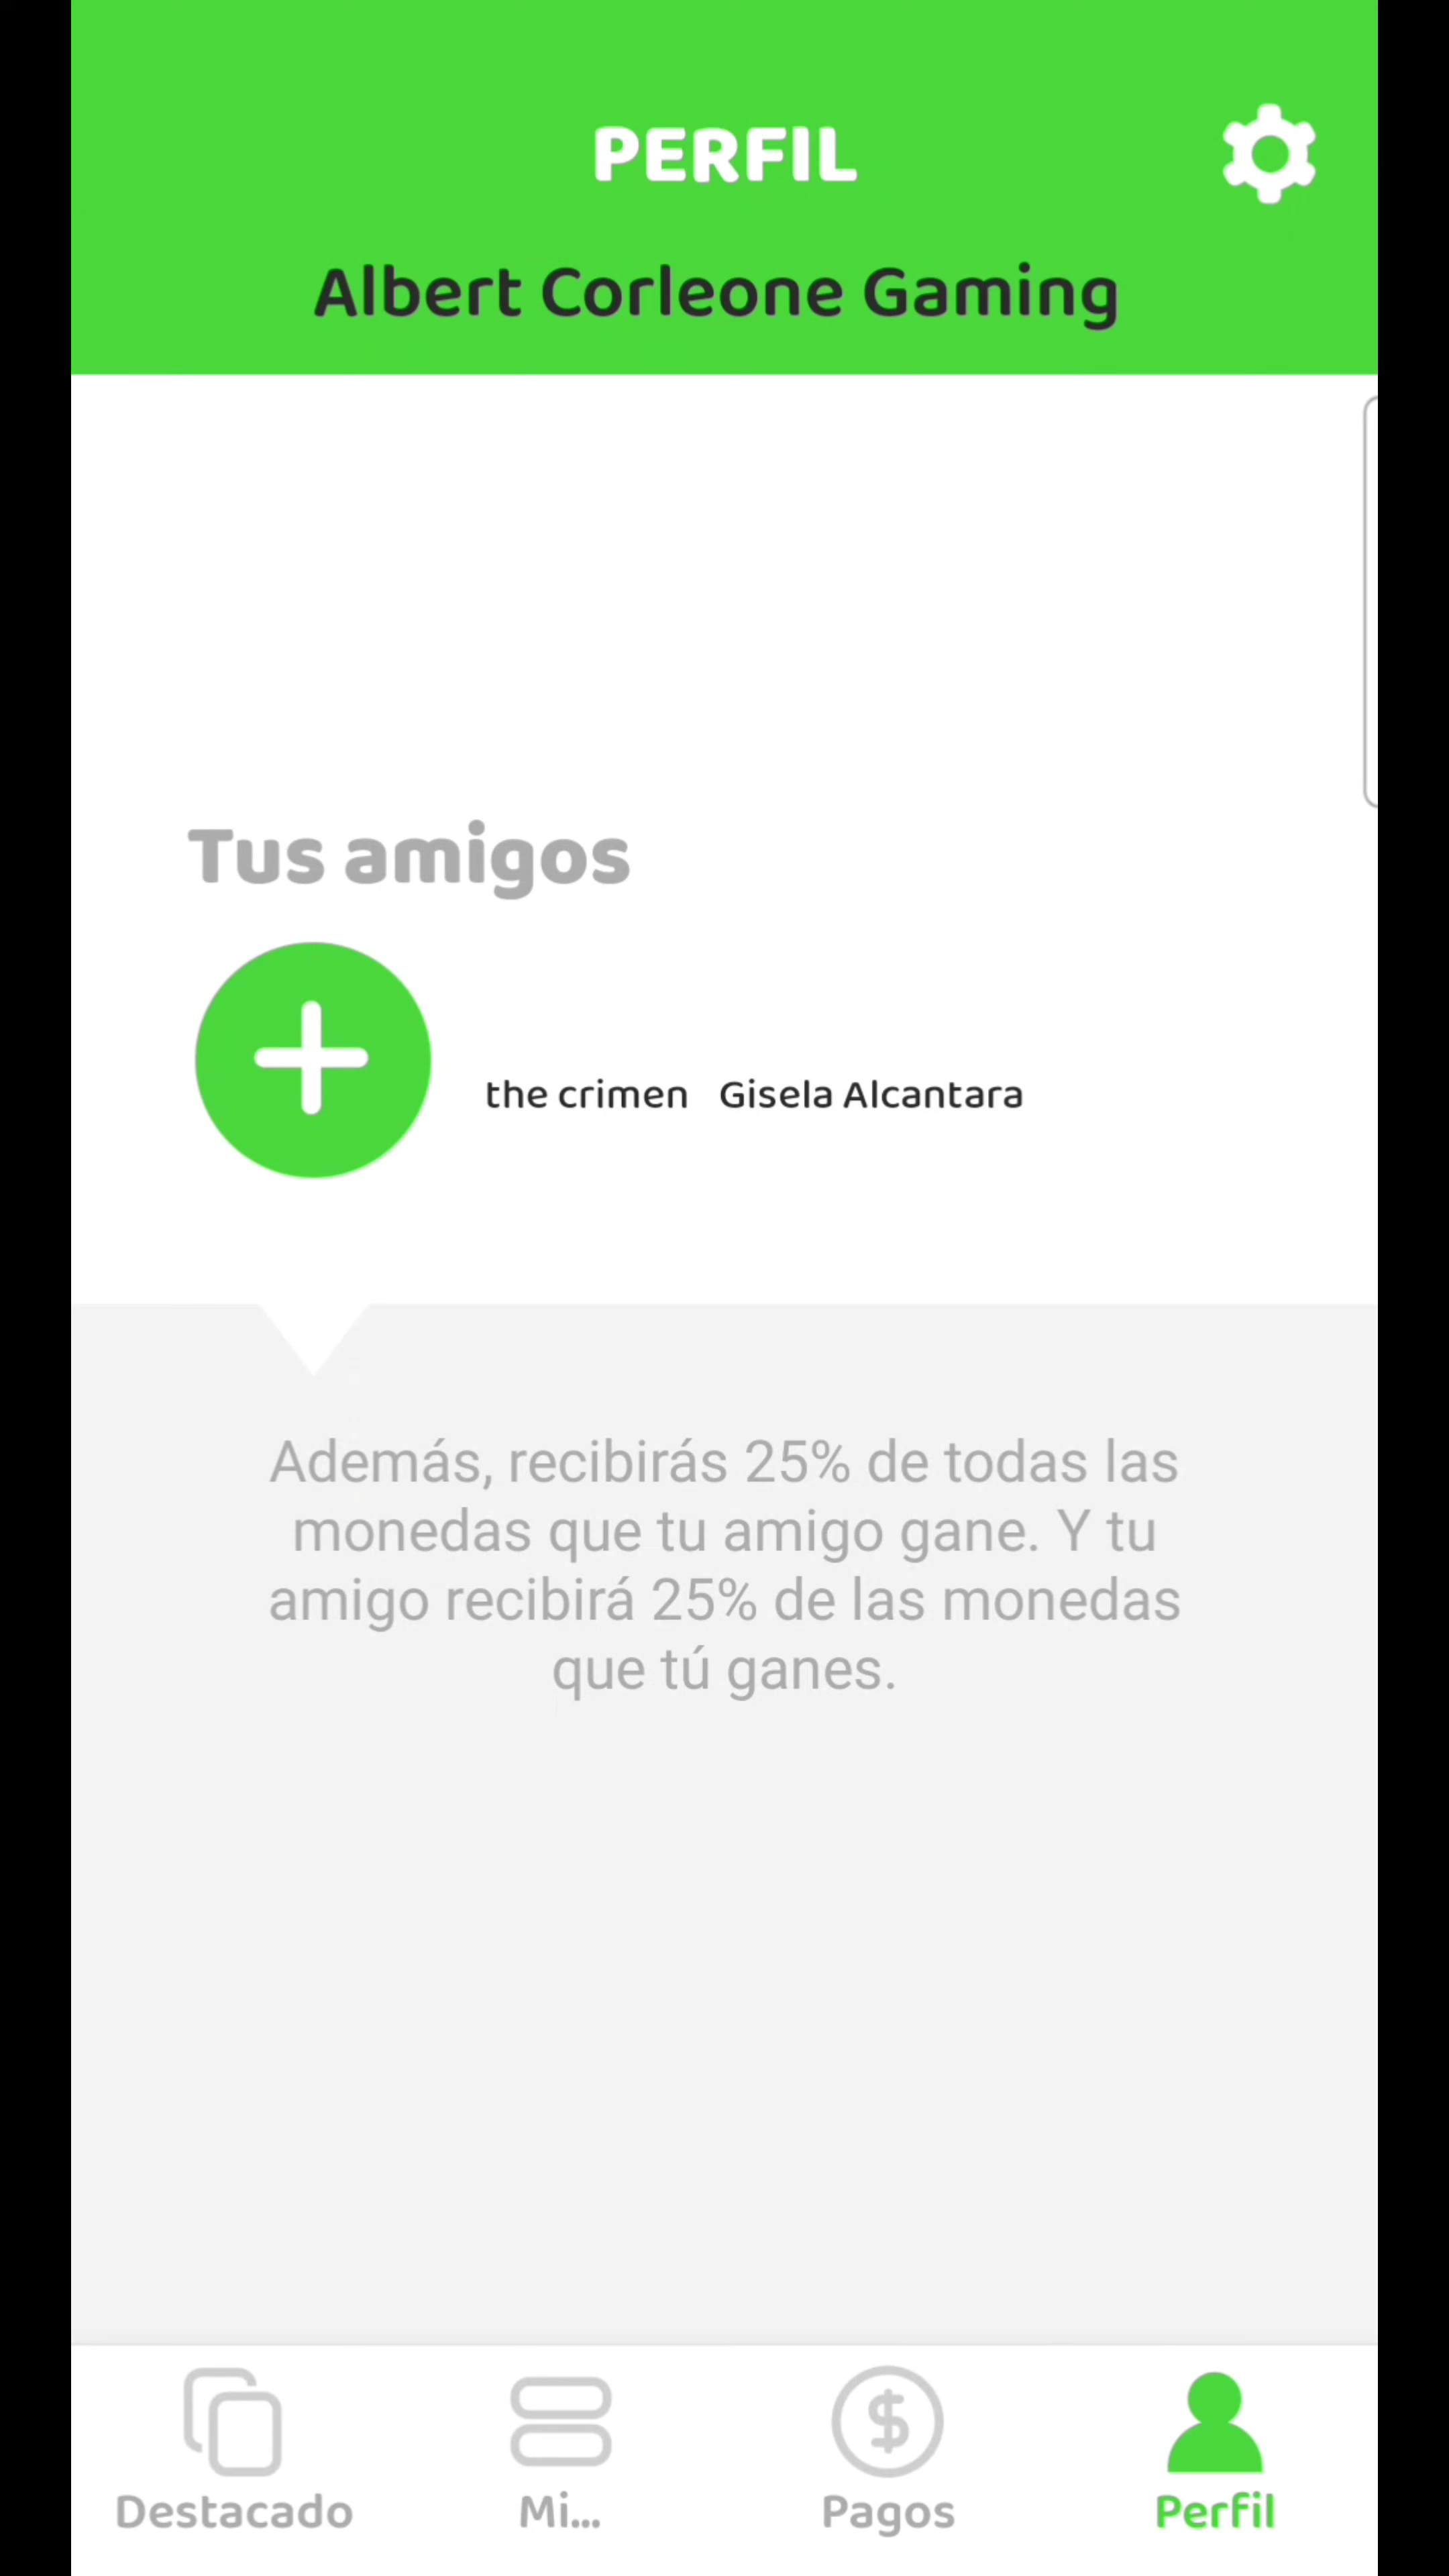 PERFIL
Albert Corleone Gaming
Tus amigos
the crimen Gisela Alcantara
Además, recibirás 25% de todas las
monedas que tu amigo gane. Y tu
amigo recibirá 25% de las monedas
que tú ganes.
Destacado Mi... Pagos Perfil